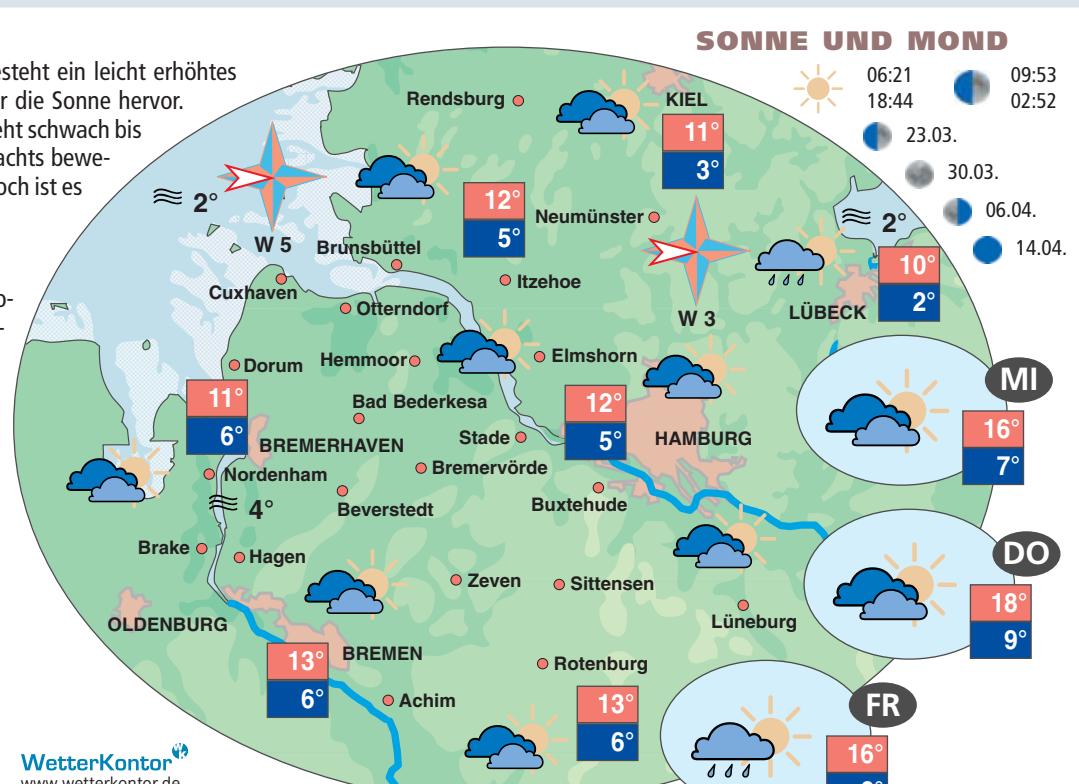 SONNE UND MOND
06:21
18:44
09:53
02:52
23.03.
30.03.
06.04.
14.04.
esteht ein leicht erhöhtes
r die Sonne hervor.
eht schwach bis
achts bewe-
och ist es
o-
-
Rendsburg
KIEL
11°
3°
2°
W 5
12°
5°
Neumünster
W 3
2°
10°
2°
LÜBECK
Brunsbüttel
Cuxhaven
Itzehoe
Otterndorf
Dorum
Hemmoor
Elmshorn
MI
16°
7°
11°
6°
Bad Bederkesa
12°
5°
BREMERHAVEN
Stade
HAMBURG
Nordenham
Bremervörde
4°
Beverstedt
Buxtehude
Brake
Hagen
DO
18°
9°
Zeven
Sittensen
Lüneburg
OLDENBURG
BREMEN
13°
6°
Rotenburg
Achim
13°
6°
FR
16°
WetterKontor
www.wetterkontor.de